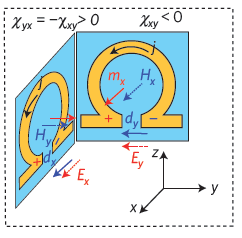 χyx = −χxy > 0 χxy < 0
j j
mx Hx
Hy + dy −
+ dx
Ex Ey
z
y
x